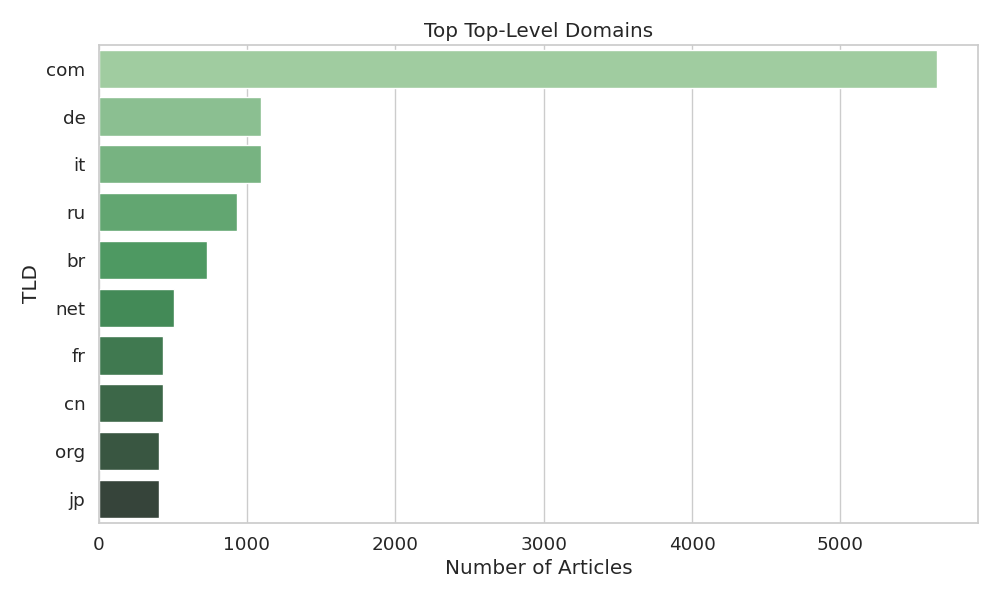 Top Top-Level Domains
com
de
it
ru
br
net
fr
cn
org
jp
TLD
0 1000 2000 3000 4000 5000
Number of Articles